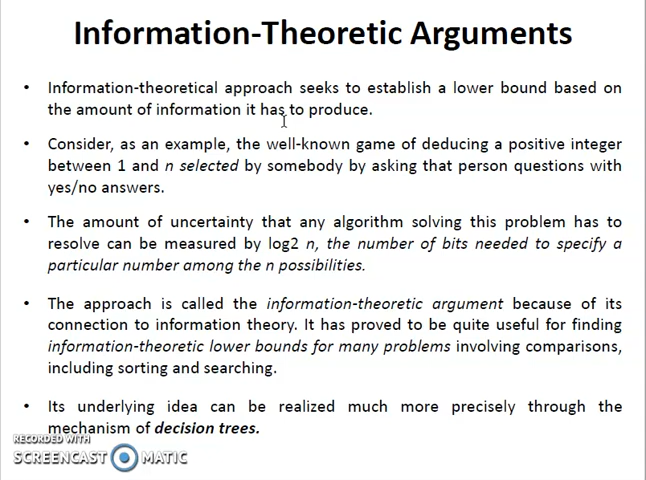 Information-Theoretic Arguments
• Information-theoretical approach seeks to establish a lower bound based on
the amount of information it has to produce.
• Consider, as an example, the well-known game of deducing a positive integer
between 1 and n selected by somebody by asking that person questions with
yes/no answers.
• The amount of uncertainty that any algorithm solving this problem has to
resolve can be measured by log2 n, the number of bits needed to specify a
particular number among the n possibilities.
• The approach is called the information-theoretic argument because of its
connection to information theory. It has proved to be quite useful for finding
information-theoretic lower bounds for many problems involving comparisons,
including sorting and searching.
• Its underlying idea can be realized much more precisely through the
mechanism of decision trees.
RECORDED WITH
SCREENCAST MATIC